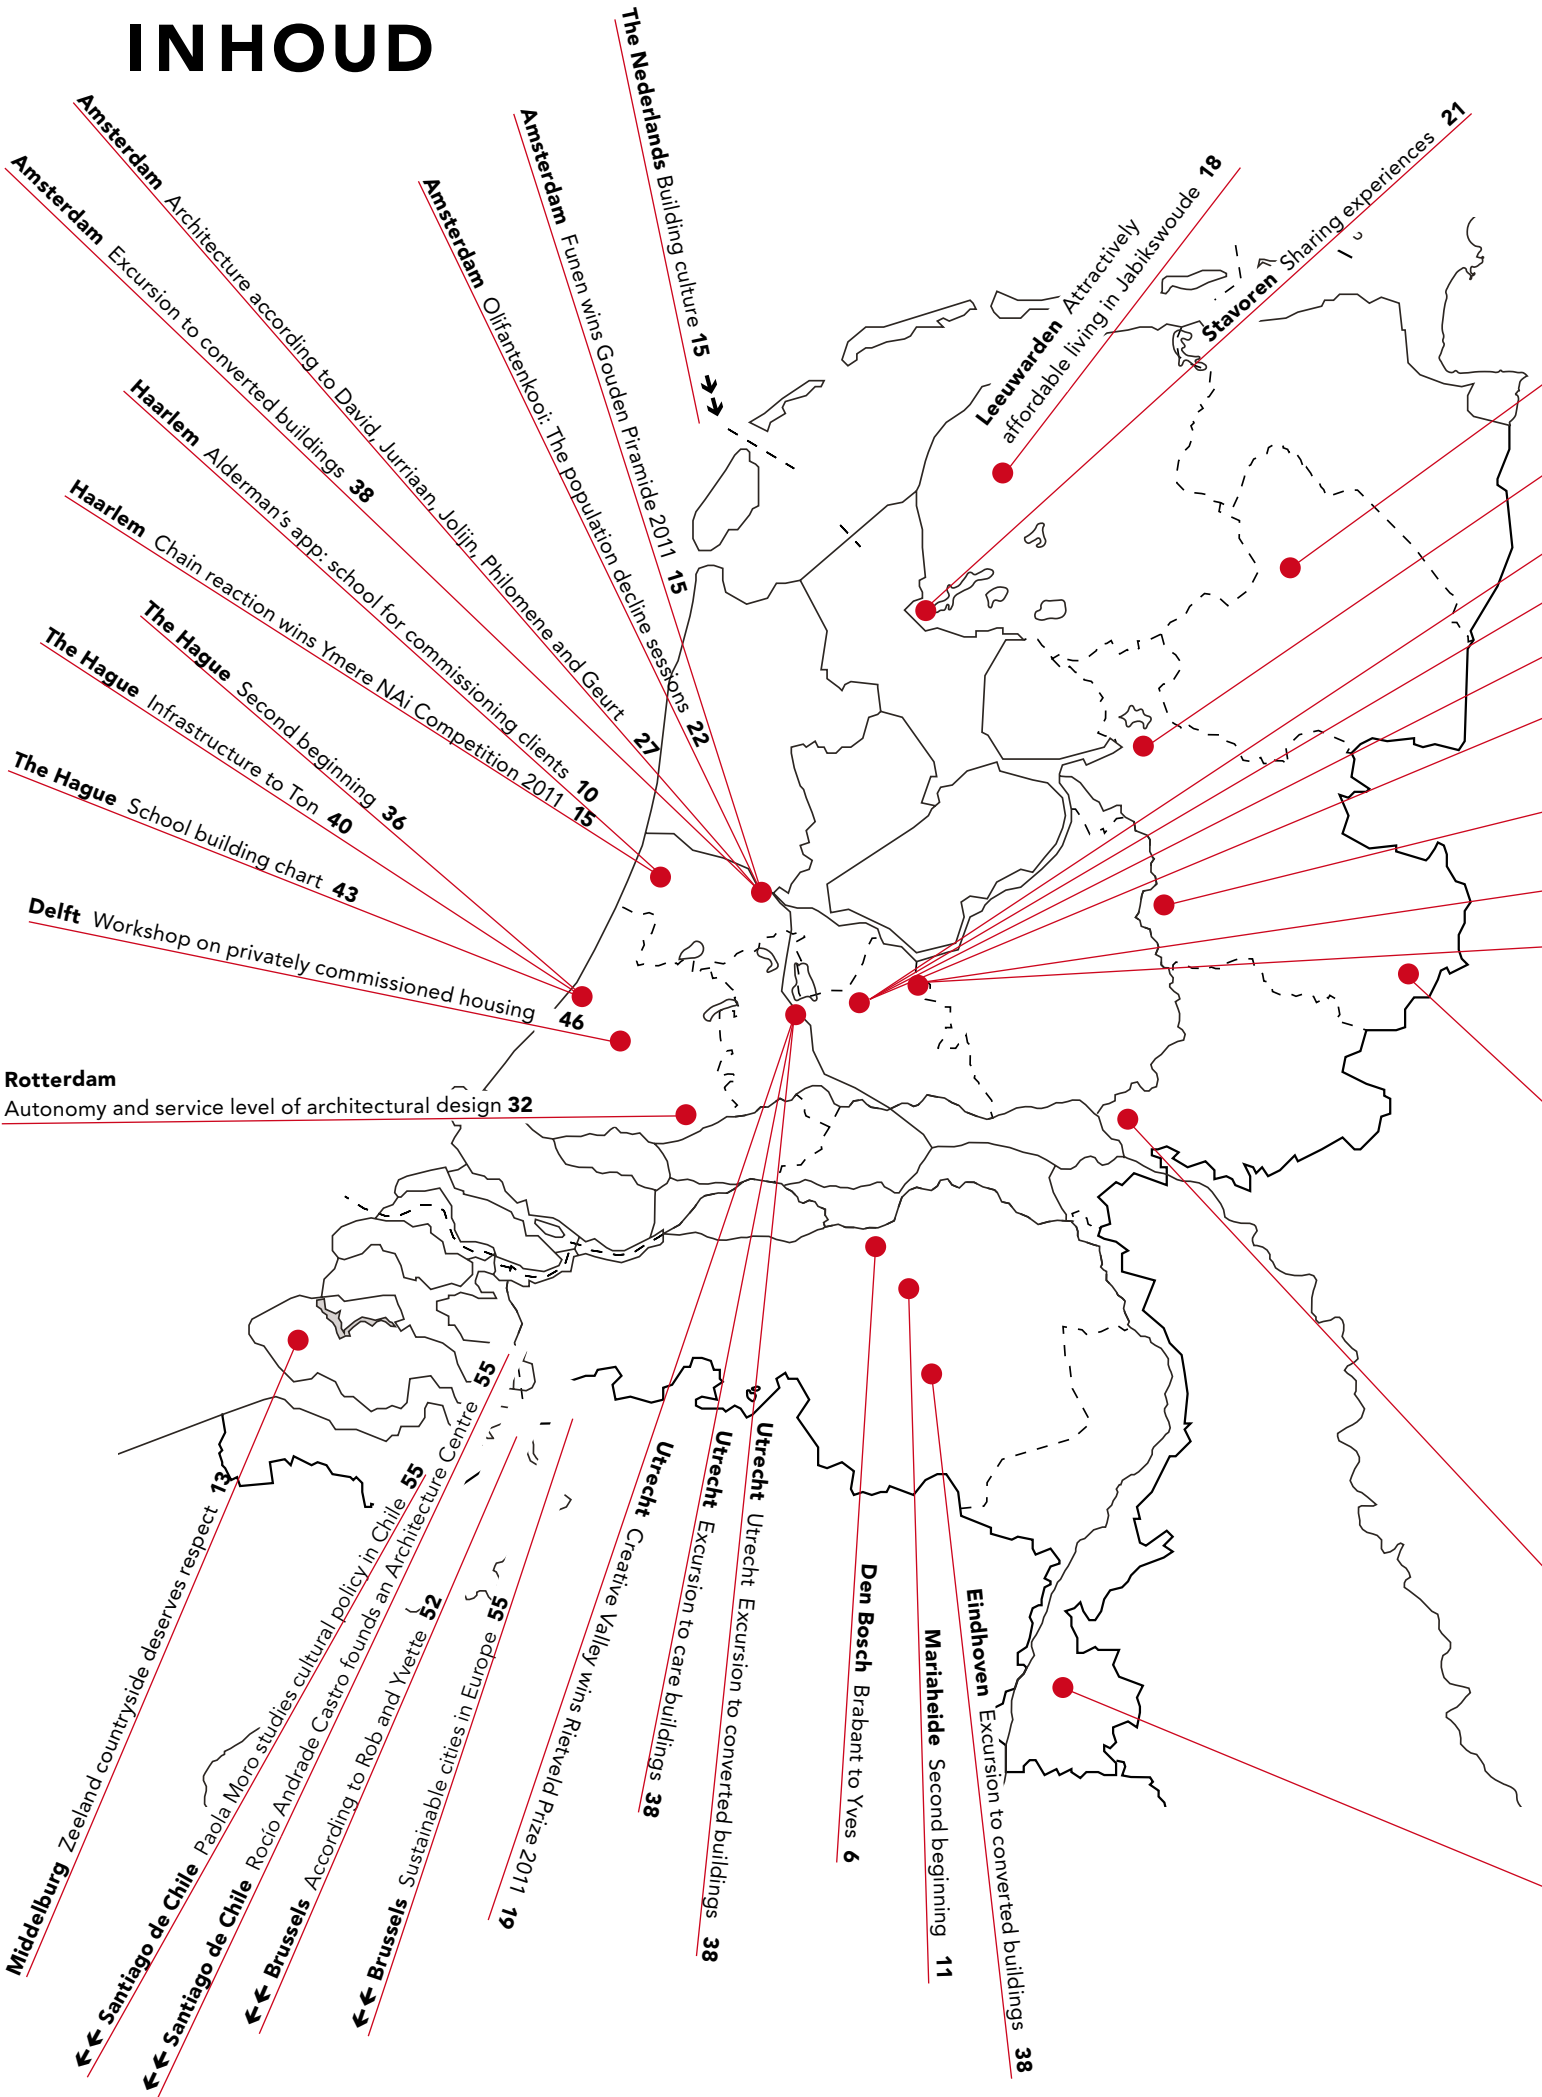 INHOUD
The Nederlands Building culture 15
Amsterdam Funen wins Gouden Piramide 2011 15
Amsterdam Olifantenkooi: The population decline sessions 22
Amsterdam Architecture according to David, Jurriaan, Jolijn, Philomene and Geurt 27
Amsterdam Excursion to converted buildings 38
Haarlem Alderman's app: school for commissioning clients 10
Haarlem Chain reaction wins Ymere NAi Competition 2011 15
The Hague Second beginning 36
The Hague Infrastructure to Ton 40
The Hague School building chart 43
Delft Workshop on privately commissioned housing 46
Rotterdam
Autonomy and service level of architectural design 32
Leeuwarden Attractively
affordable living in Jabikswoude 18
Stavoren Sharing experiences 21
Middelburg Zeeland countryside deserves respect 13
Santiago de Chile Paola Moro studies cultural policy in Chile 55
Santiago de Chile Rocío Andrade Castro founds an Architecture Centre 55
Brussels According to Rob and Yvette 52
Brussels Sustainable cities in Europe 55
Utrecht Creative Valley wins Rietveld Prize 2011 19
Utrecht Excursion to care buildings 38
Utrecht Utrecht Excursion to converted buildings 38
Den Bosch Brabant to Yves 6
Mariaheide Second beginning 11
Eindhoven Excursion to converted buildings 38